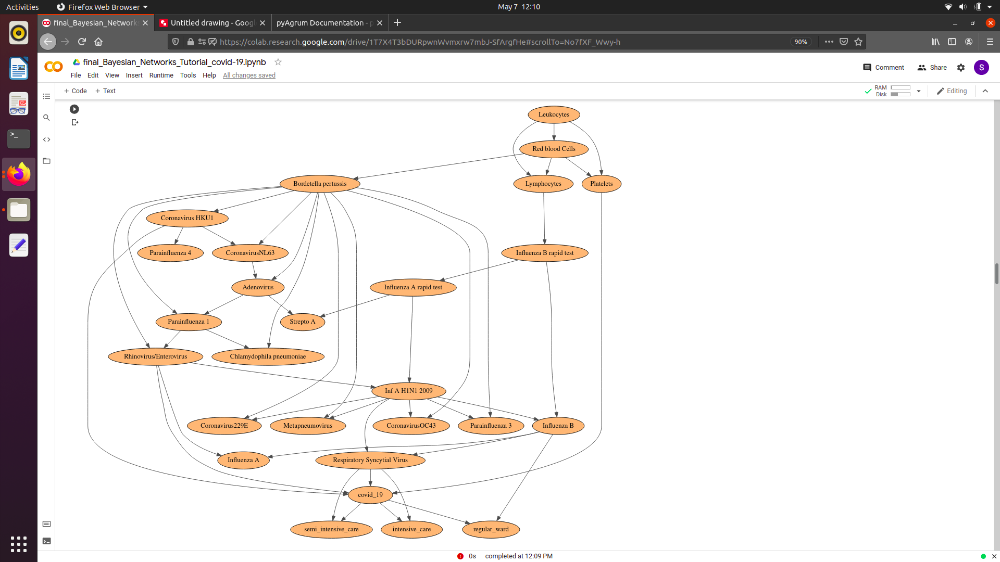 Activities
Firefox Web Browser
May 7 12:10
final_Bayesian_Networks
Untitled drawing - Googl
pyAgrum Documentation - p
https://colab.research.google.com/drive/1T7X4T3bDURpwnWvmxrw7mbJ-SfArgfHe#scrollTo=No7fXF_Wwy-h
90%
final_Bayesian_Networks_Tutorial_covid-19.ipynb
Comment
Share
S
File Edit View Insert Runtime Tools Help All changes saved
+ Code + Text
RAM
Disk
Editing
Leukocytes
Red blood Cells
Bordetella pertussis
Lymphocytes
Platelets
Coronavirus HKU1
Parainfluenza 4
CoronavirusNL63
Influenza B rapid test
Adenovirus
Influenza A rapid test
Parainfluenza 1
Strepto A
Rhinovirus/Enterovirus
Chlamydophila pneumoniae
Inf A H1N1 2009
Coronavirus229E
Metapneumovirus
CoronavirusOC43
Parainfluenza 3
Influenza B
Influenza A
Respiratory Syncytial Virus
covid_19
semi_intensive_care
intensive_care
regular_ward
0s completed at 12:09 PM